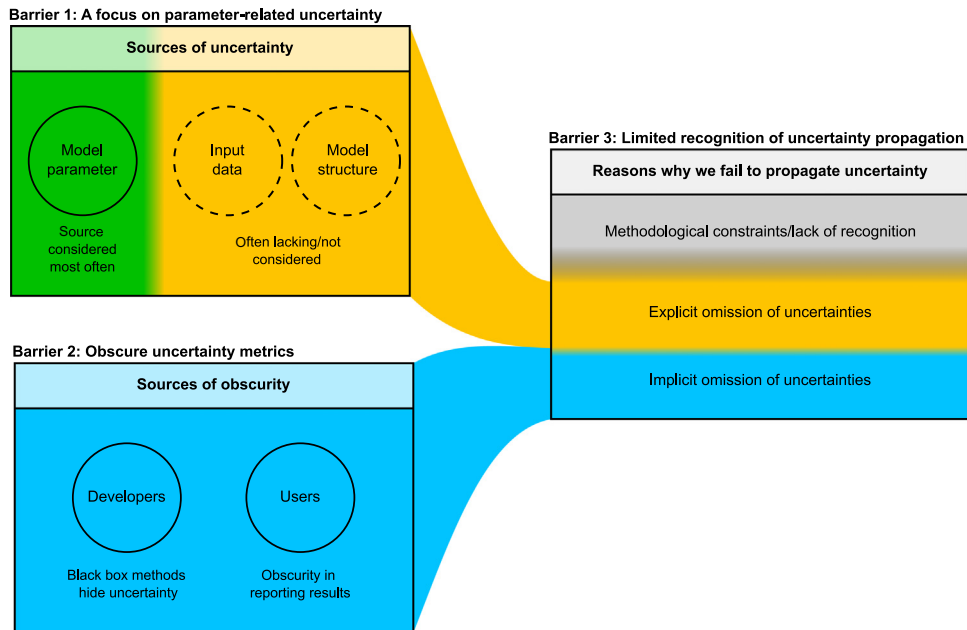 Barrier 1: A focus on parameter-related uncertainty
Sources of uncertainty
Model
parameter
Input
data
Model
structure
Source
considered
most often
Often lacking/not
considered
Barrier 2: Obscure uncertainty metrics
Sources of obscurity
Developers
Users
Black box methods
hide uncertainty
Obscurity in
reporting results
Barrier 3: Limited recognition of uncertainty propagation
Reasons why we fail to propagate uncertainty
Methodological constraints/lack of recognition
Explicit omission of uncertainties
Implicit omission of uncertainties